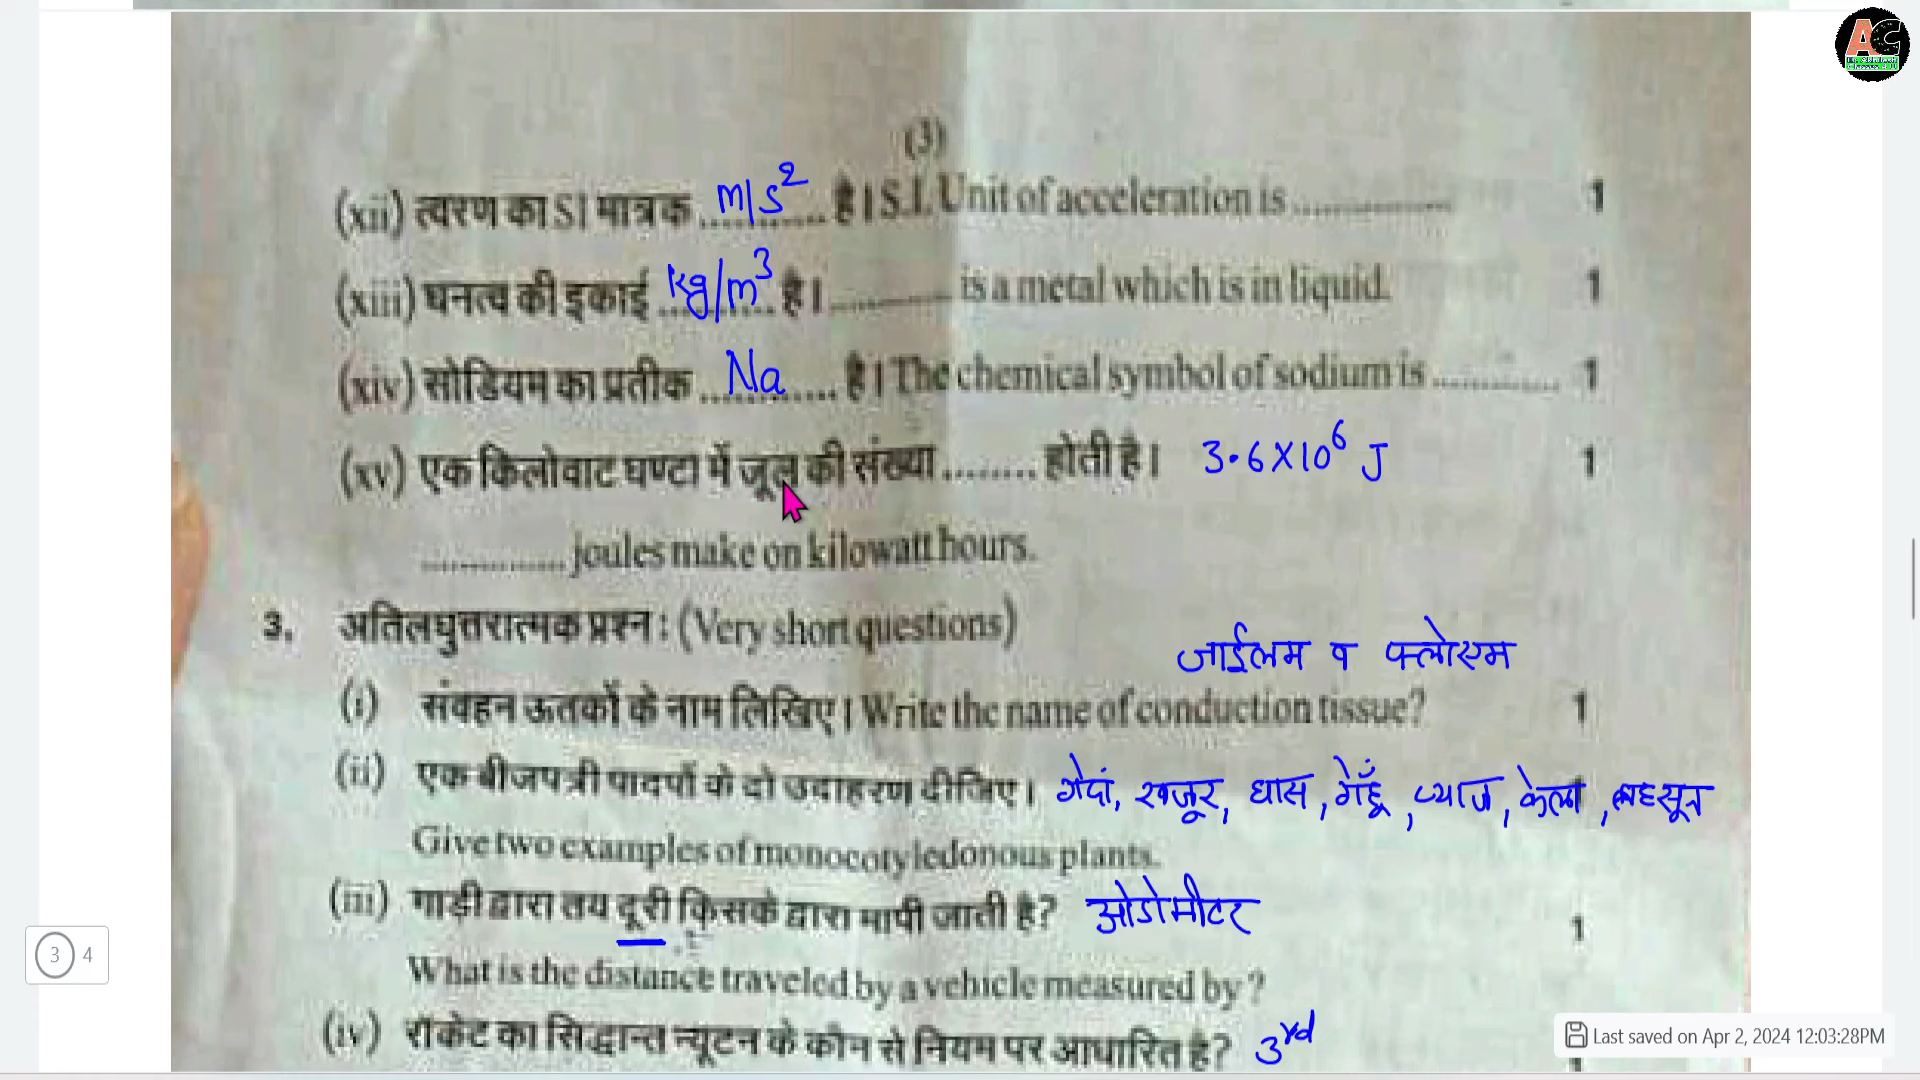 (3)
(xii) त्वरण का SI मात्रक ..m/s².. है। S.I. Unit of acceleration is ............... 1
(xiii) घनत्व की इकाई ..kg/m³.. है। ............ is a metal which is in liquid. 1
(xiv) सोडियम का प्रतीक ..Na.. है। The chemical symbol of sodium is ............ 1
(xv) एक किलोवाट घण्टा में जूल की संख्या ......... होती है। 3.6X10⁶ J 1
.............. joules make on kilowatt hours.
3. अतिलघुत्तरात्मक प्रश्न : (Very short questions)
जाईलम व फ्लोएम
(i) संवहन ऊतकों के नाम लिखिए। Write the name of conduction tissue? 1
(ii) एक बीजपत्री पादपों के दो उदाहरण दीजिए। गेंदा, खजूर, घास, गेहूँ, प्याज, केला, लहसून
Give two examples of monocotyledonous plants.
(iii) गाड़ी द्वारा तय दूरी किसके द्वारा मापी जाती है? ओडोमीटर 1
What is the distance traveled by a vehicle measured by?
(iv) रॉकेट का सिद्धान्त न्यूटन के कौन से नियम पर आधारित है? 3rd
AC
3 4
Last saved on Apr 2, 2024 12:03:28PM